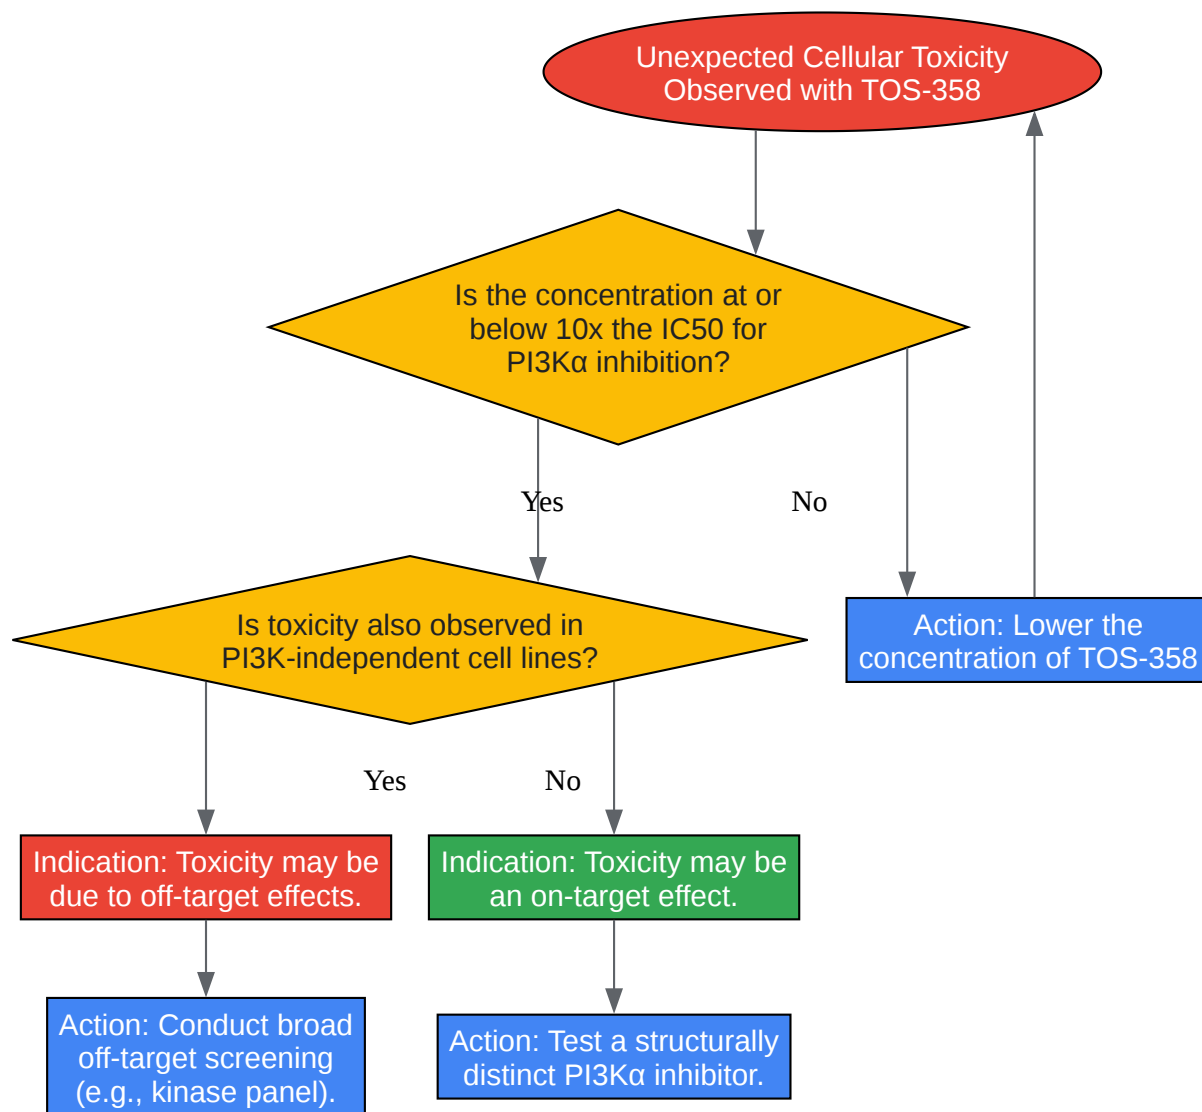 Unexpected Cellular Toxicity
Observed with TOS-358
Is the concentration at or
below 10x the IC50 for
PI3Kα inhibition?
Yes
No
Is toxicity also observed in
PI3K-independent cell lines?
Action: Lower the
concentration of TOS-358
Yes
No
Indication: Toxicity may be
due to off-target effects.
Indication: Toxicity may be
an on-target effect.
Action: Conduct broad
off-target screening
(e.g., kinase panel).
Action: Test a structurally
distinct PI3Kα inhibitor.